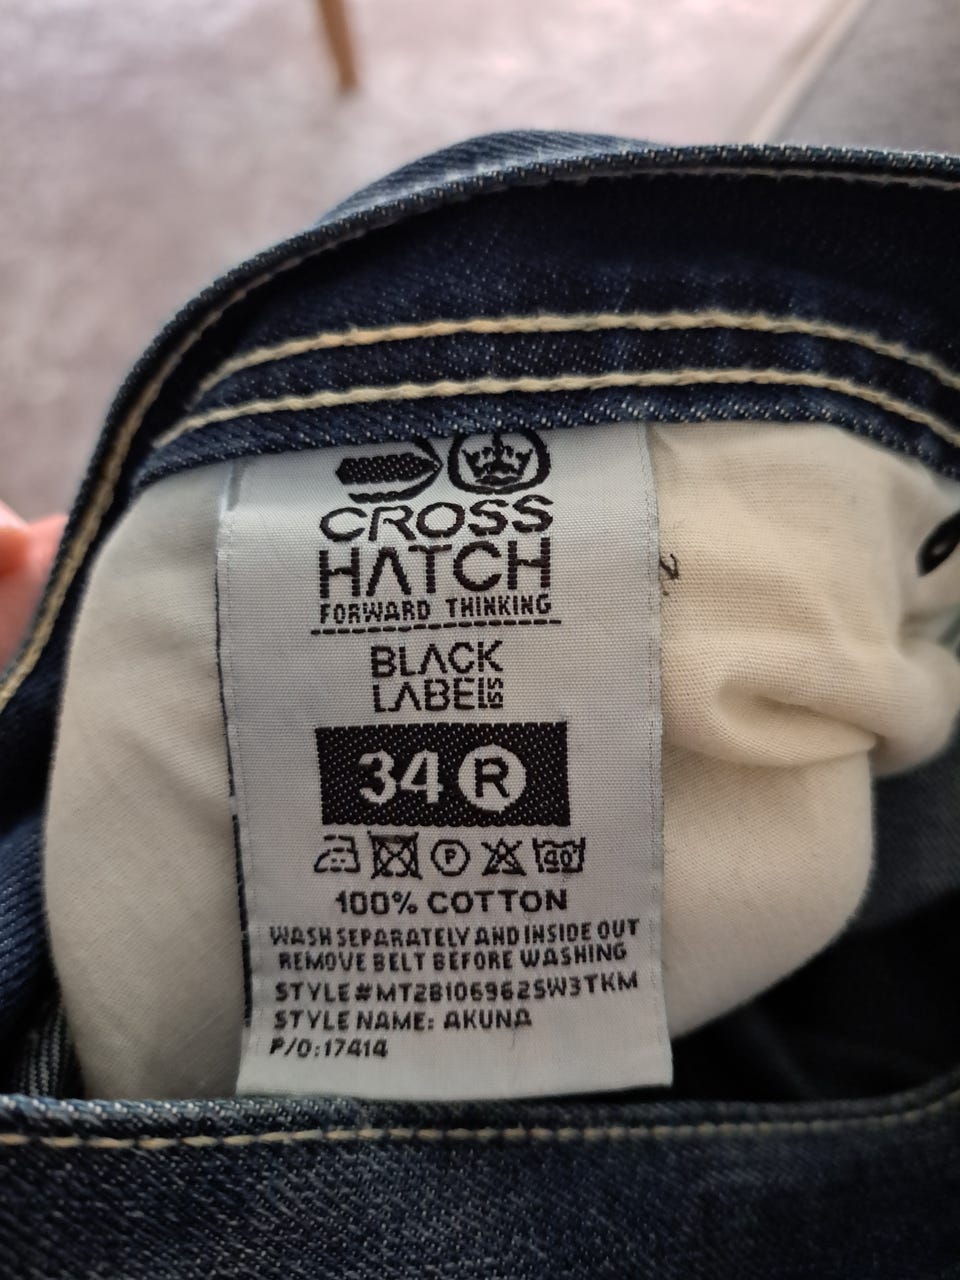 CROSS
HATCH
FORWARD THINKING
BLACK
LABEL
34 R
P 40
100% COTTON
WASH SEPARATELY AND INSIDE OUT
REMOVE BELT BEFORE WASHING
STYLE#MT2B106962SW3TKM
STYLE NAME: AKUNA
P/O:17414